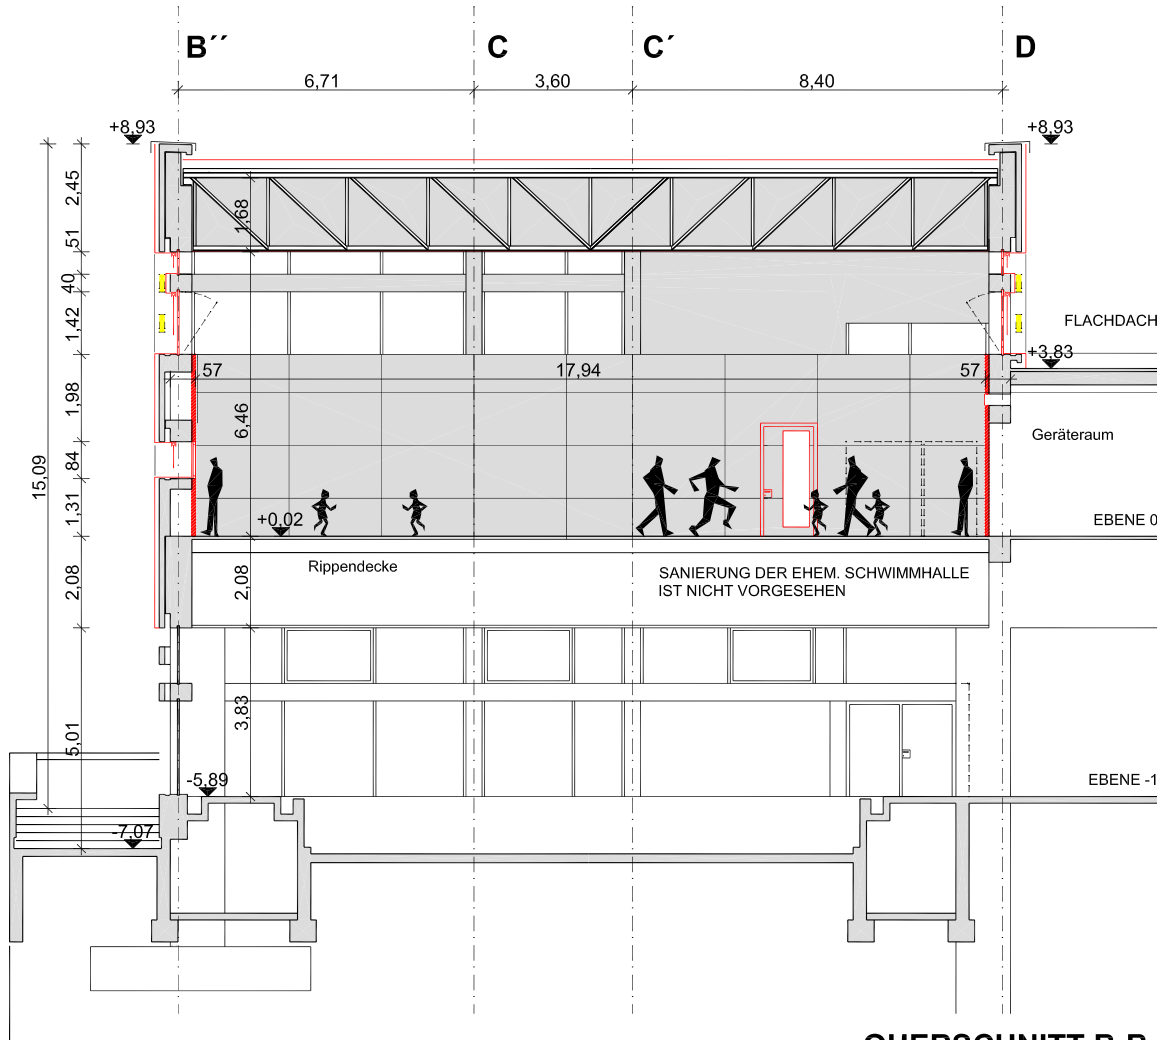 B´´ C C´ D
6,71 3,60 8,40
+8,93 +8,93
2,45
1,68
51
40
1,42
FLACHDACH
+3,83
57 17,94 57
1,98
6,46
Geräteraum
15,09
84
1,31
+0,02
EBENE 0
Rippendecke
SANIERUNG DER EHEM. SCHWIMMHALLE
IST NICHT VORGESEHEN
2,08 2,08
3,83
5,01
-5,89
EBENE -1
-7,07
QUERSCHNITT B-B